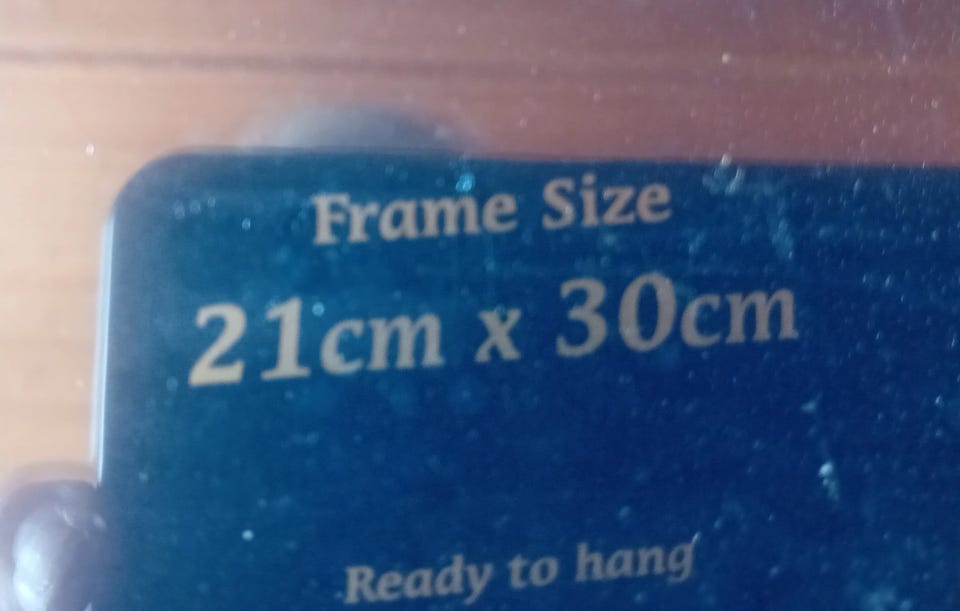 Frame Size
21cm x 30cm
Ready to hang